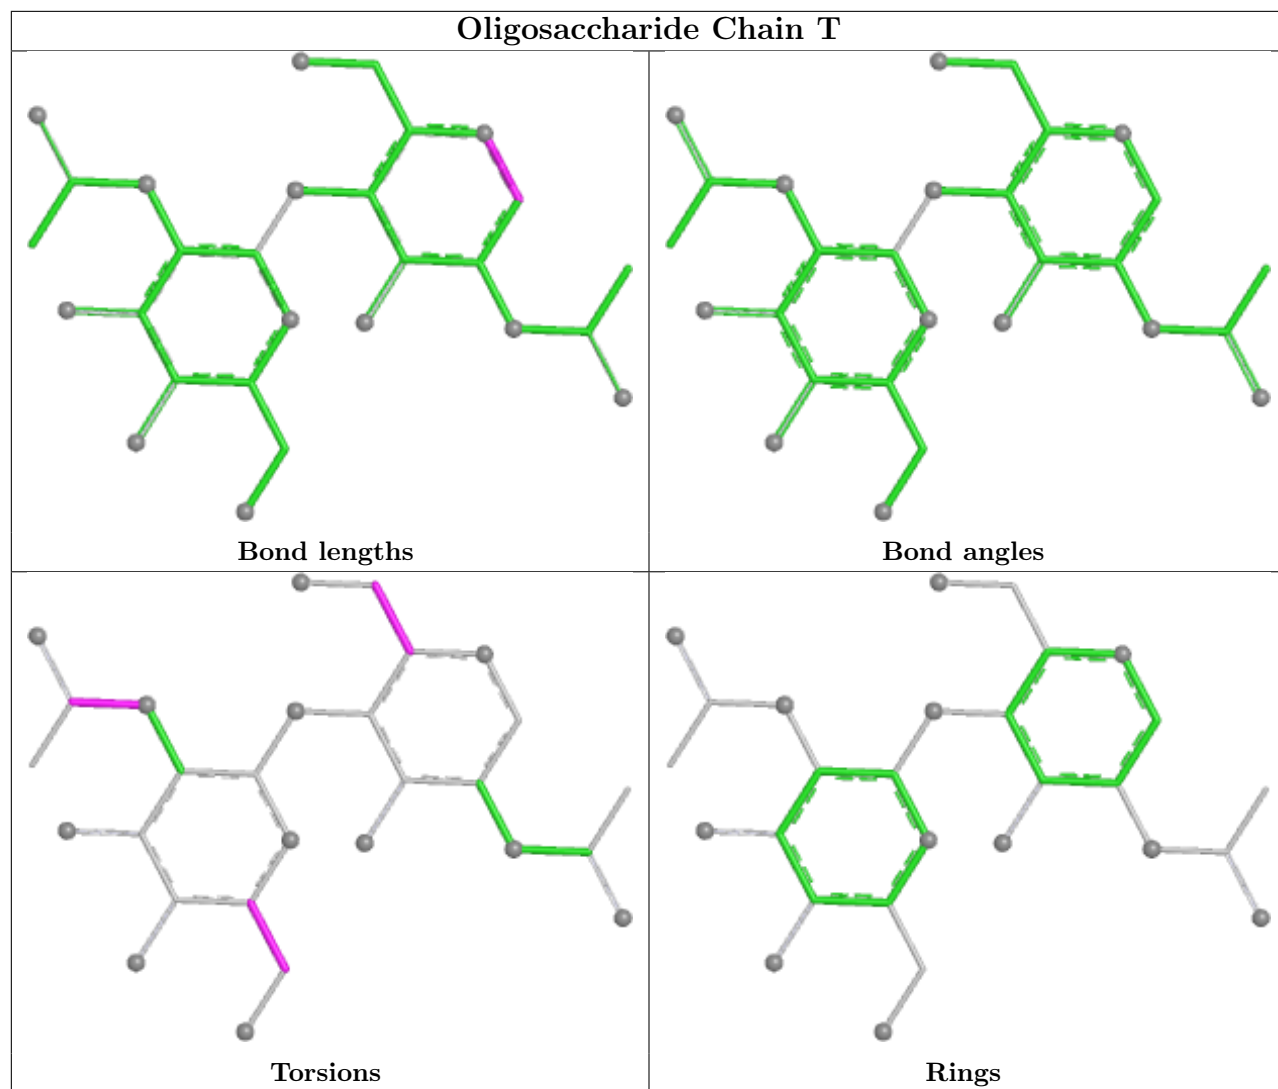 Oligosaccharide Chain T
Bond lengths
Bond angles
Torsions
Rings